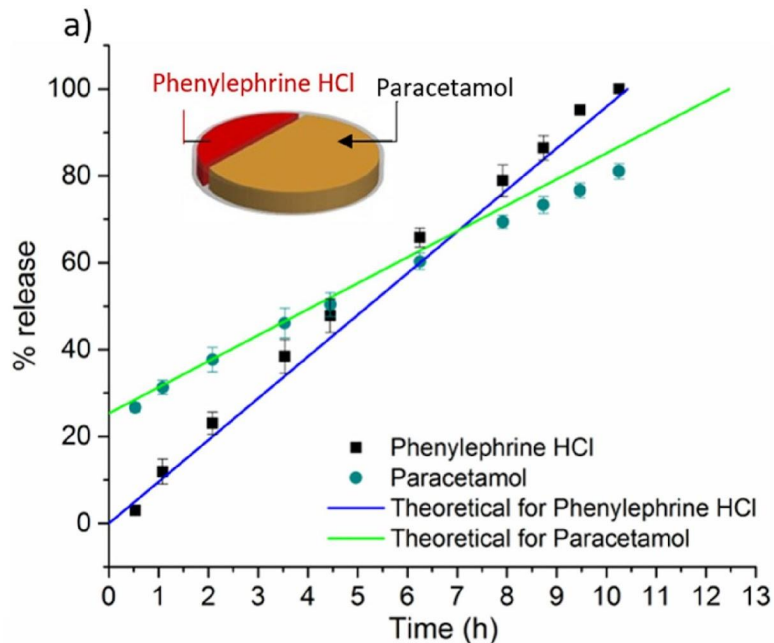 a)
Phenylephrine HCl
Paracetamol
100
80
60
40
20
0
% release
Phenylephrine HCl
Paracetamol
Theoretical for Phenylephrine HCl
Theoretical for Paracetamol
0 1 2 3 4 5 6 7 8 9 10 11 12 13
Time (h)